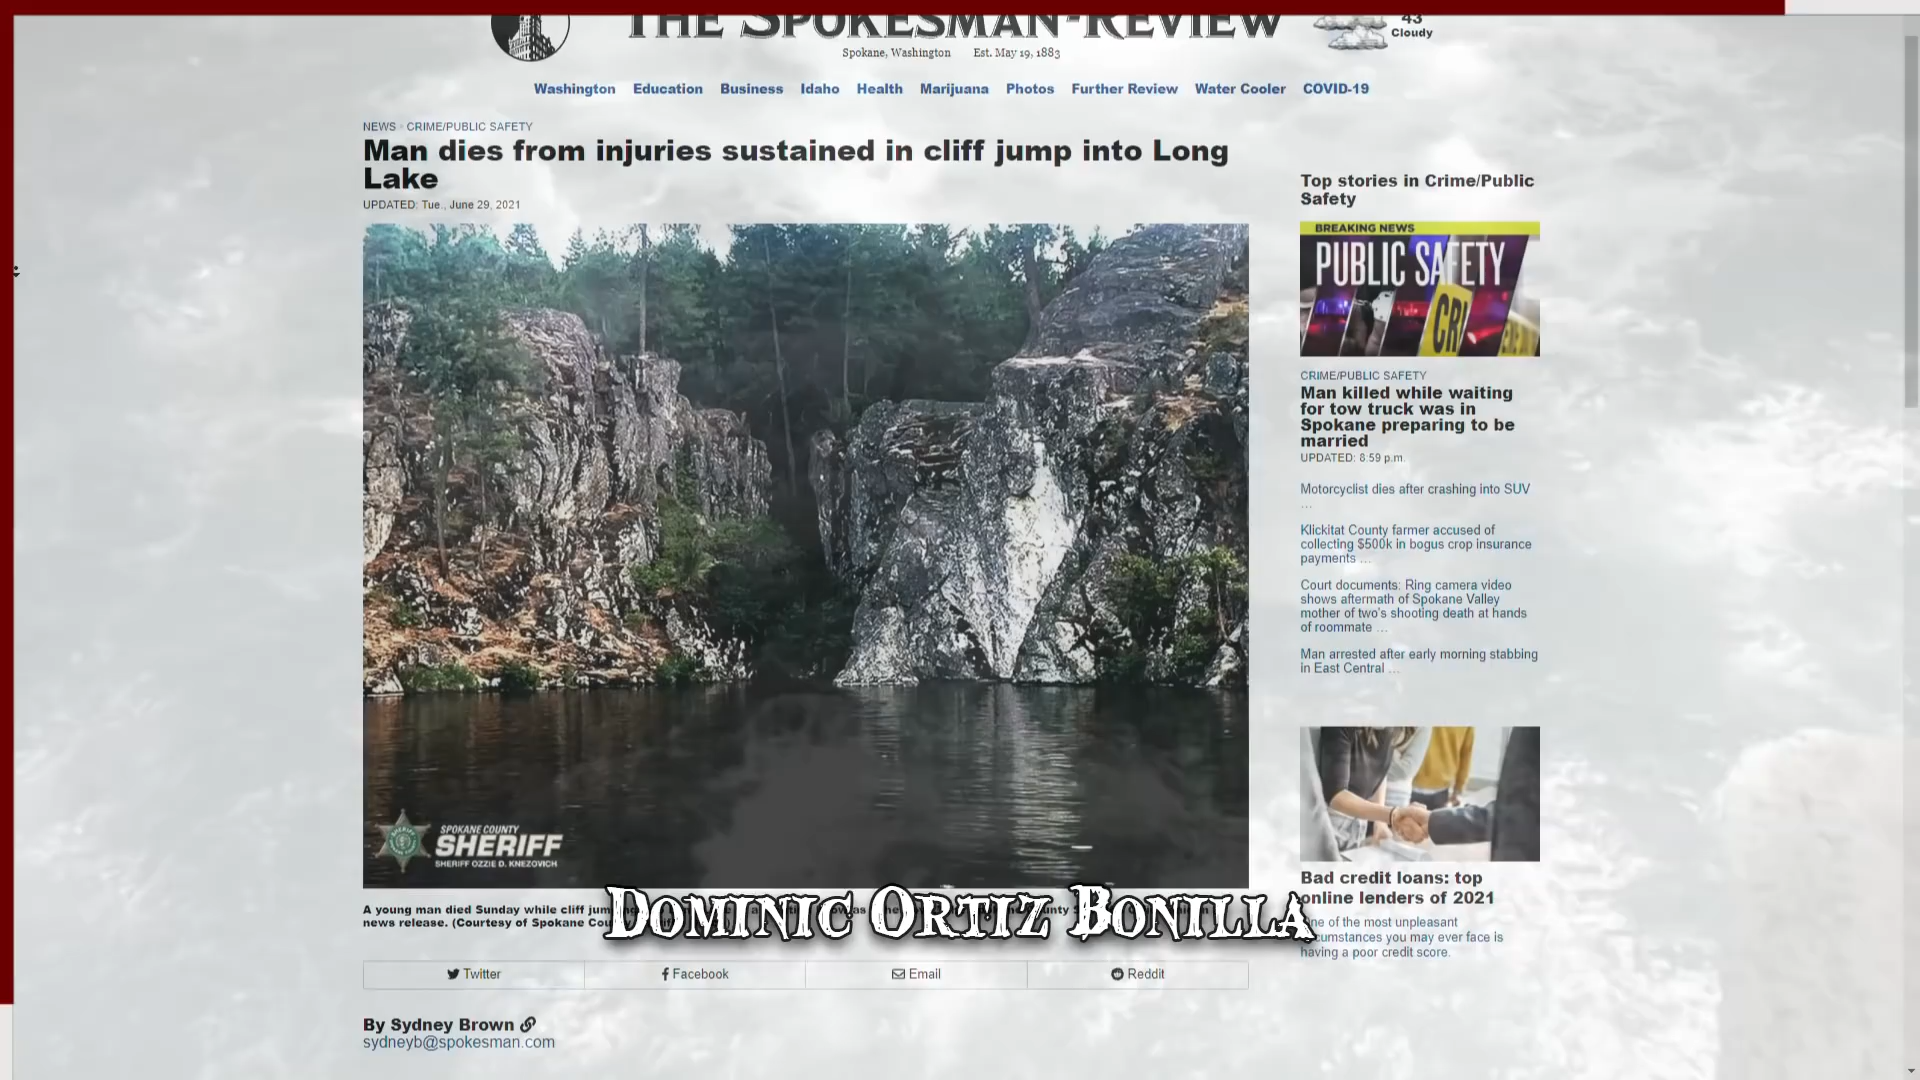 THE SPOKESMAN-REVIEW
Spokane, Washington Est. May 19, 1883
43
Cloudy
Washington Education Business Idaho Health Marijuana Photos Further Review Water Cooler COVID-19
NEWS › CRIME/PUBLIC SAFETY
Man dies from injuries sustained in cliff jump into Long
Lake
UPDATED: Tue., June 29, 2021
SPOKANE COUNTY
SHERIFF
SHERIFF OZZIE D. KNEZOVICH
A young man died Sunday while cliff
news release. (Courtesy of Spokane
DOMINIC ORTIZ BONILLA
Twitter
Facebook
Email
Reddit
By Sydney Brown
sydneyb@spokesman.com
Top stories in Crime/Public
Safety
BREAKING NEWS
PUBLIC SAFETY
CRIME/PUBLIC SAFETY
Man killed while waiting
for tow truck was in
Spokane preparing to be
married
UPDATED: 8:59 p.m.
Motorcyclist dies after crashing into SUV
...
Klickitat County farmer accused of
collecting $500k in bogus crop insurance
payments ...
Court documents: Ring camera video
shows aftermath of Spokane Valley
mother of two's shooting death at hands
of roommate ...
Man arrested after early morning stabbing
in East Central ...
Bad credit loans: top
online lenders of 2021
of the most unpleasant
you may ever face is
having a poor credit score.